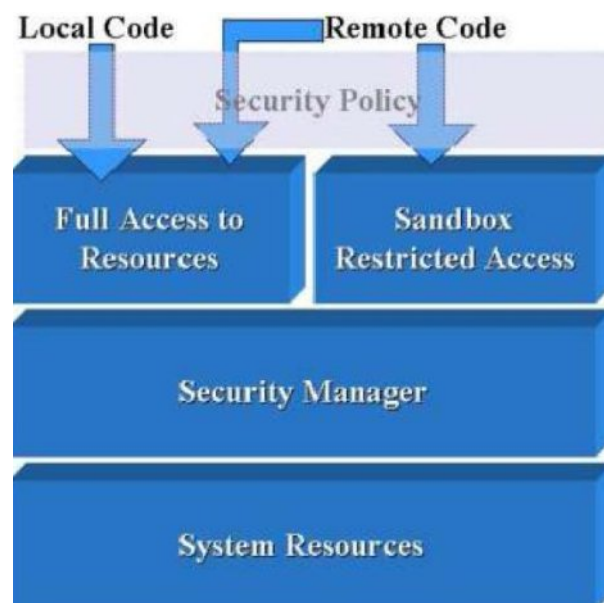 Local Code Remote Code
Security Policy
Full Access to
Resources
Sandbox
Restricted Access
Security Manager
System Resources